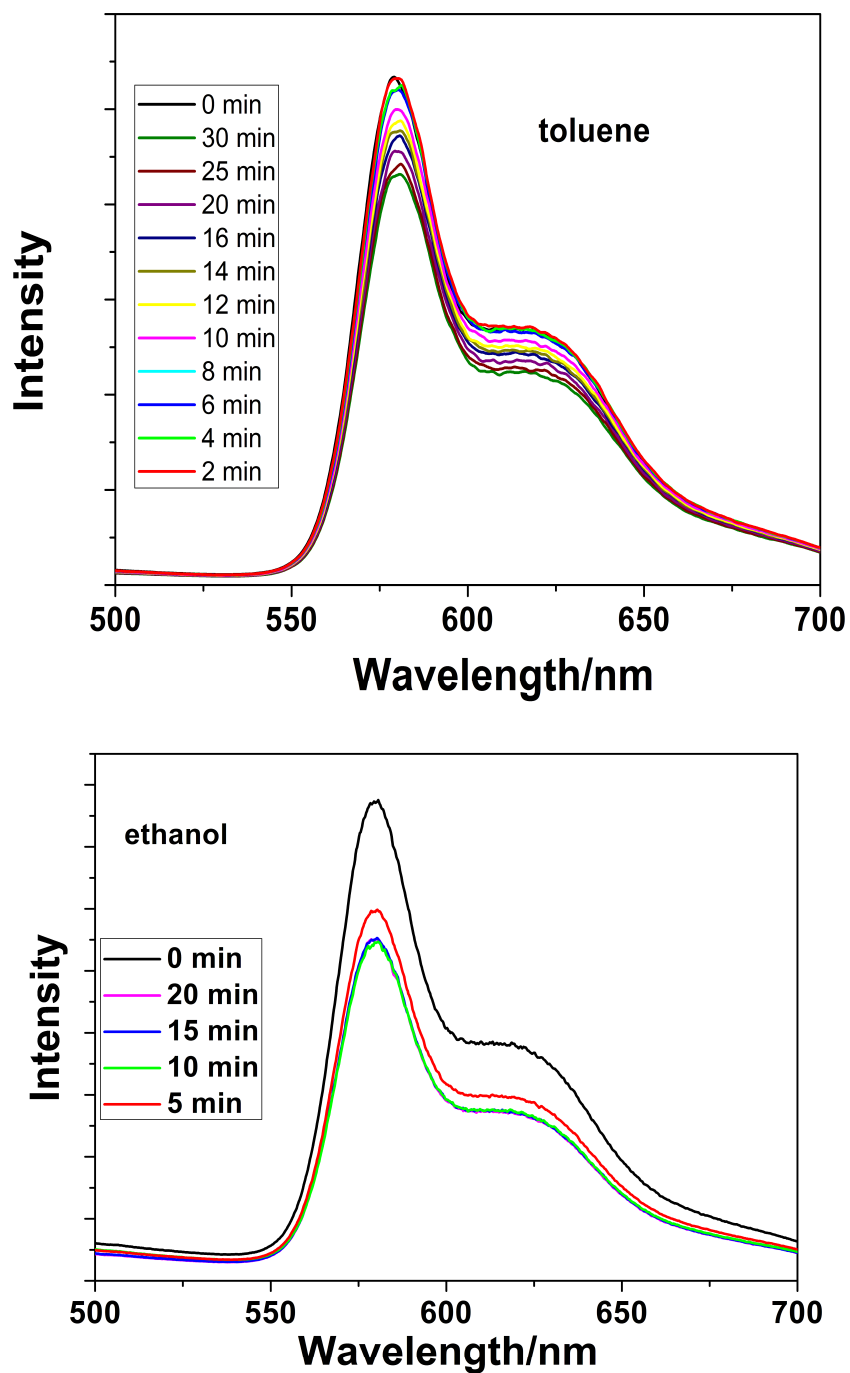 toluene
0 min
30 min
25 min
20 min
16 min
14 min
12 min
10 min
8 min
6 min
4 min
2 min
Intensity
500 550 600 650 700
Wavelength/nm
ethanol
0 min
20 min
15 min
10 min
5 min
Intensity
500 550 600 650 700
Wavelength/nm